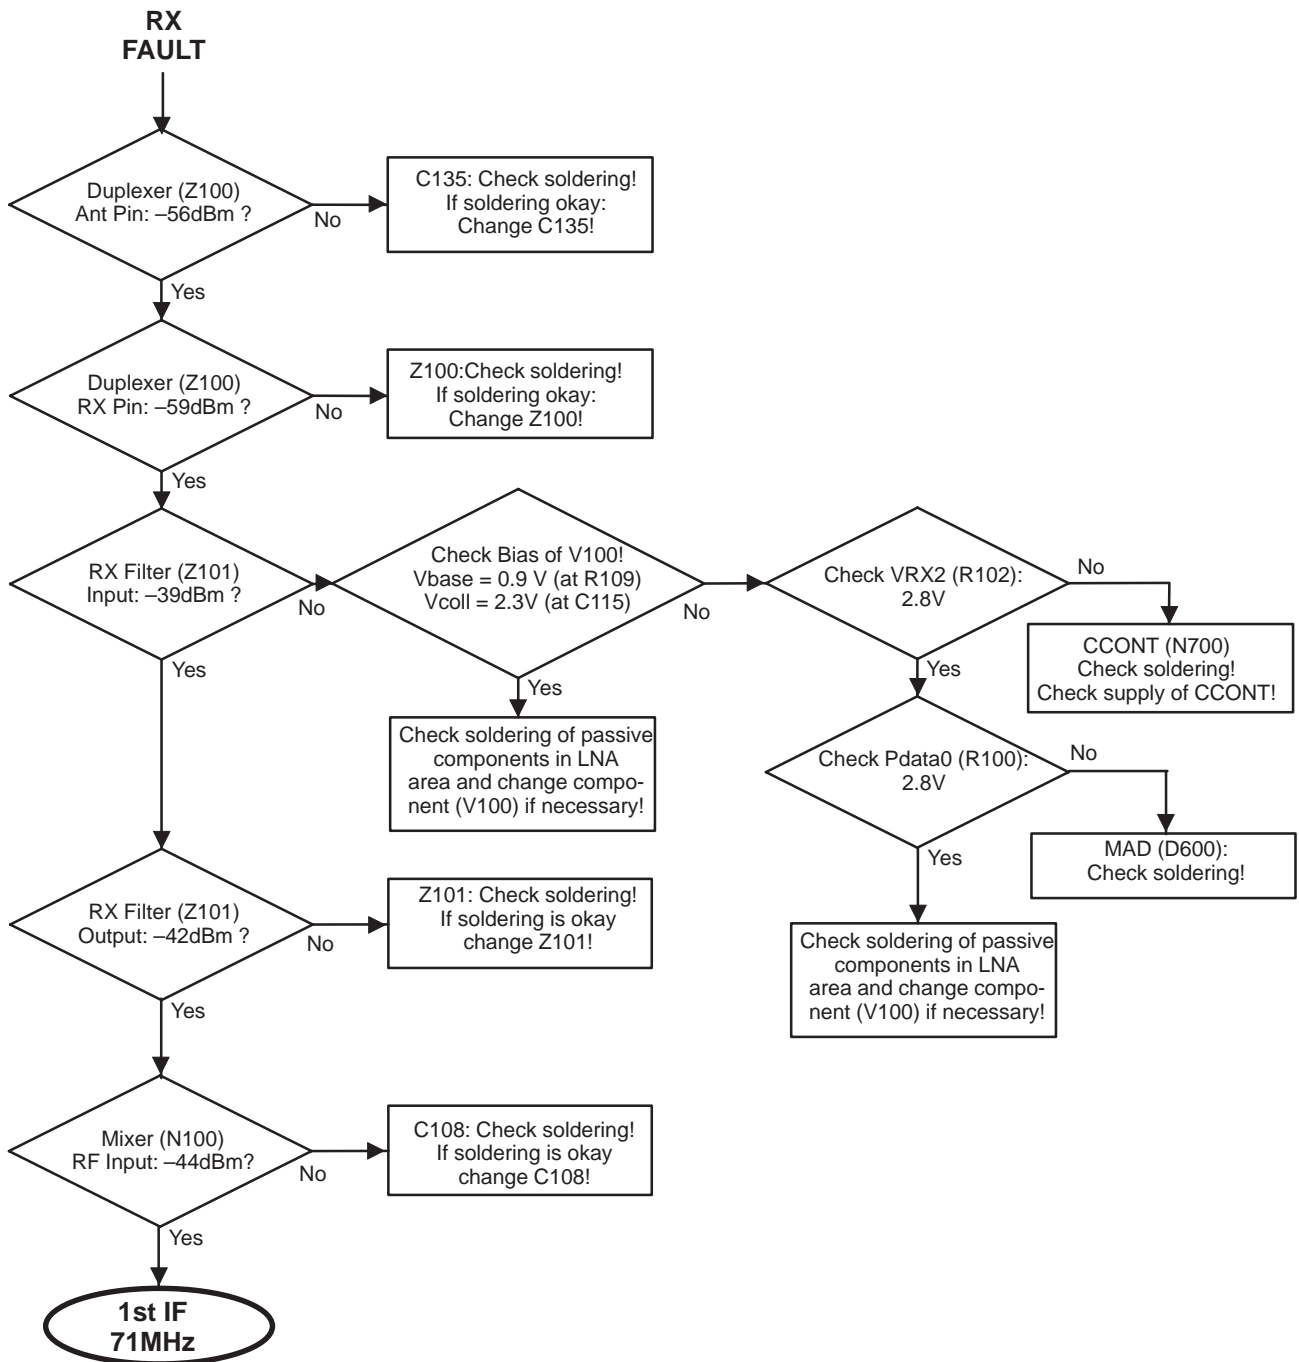 RX
FAULT
Duplexer (Z100)
Ant Pin: –56dBm ?
No
C135: Check soldering!
If soldering okay:
Change C135!
Yes
Duplexer (Z100)
RX Pin: –59dBm ?
No
Z100:Check soldering!
If soldering okay:
Change Z100!
Yes
RX Filter (Z101)
Input: –39dBm ?
No
Check Bias of V100!
Vbase = 0.9 V (at R109)
Vcoll = 2.3V (at C115)
No
Check VRX2 (R102):
2.8V
No
CCONT (N700)
Check soldering!
Check supply of CCONT!
Yes
Yes
Yes
Check soldering of passive
components in LNA
area and change compo-
nent (V100) if necessary!
Check Pdata0 (R100):
2.8V
No
MAD (D600):
Check soldering!
Yes
Check soldering of passive
components in LNA
area and change compo-
nent (V100) if necessary!
RX Filter (Z101)
Output: –42dBm ?
No
Z101: Check soldering!
If soldering is okay
change Z101!
Yes
Mixer (N100)
RF Input: –44dBm?
No
C108: Check soldering!
If soldering is okay
change C108!
Yes
1st IF
71MHz